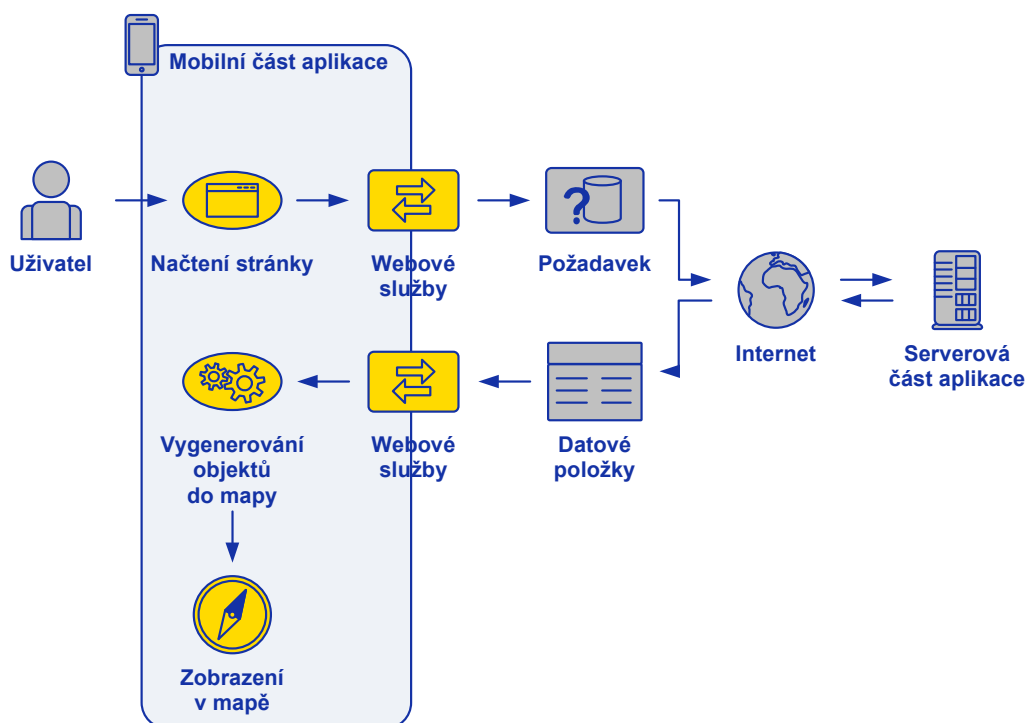 Mobilní část aplikace
Uživatel
Načtení stránky
Webové
služby
Požadavek
?
Internet
Serverová
část aplikace
Vygenerování
objektů
do mapy
Webové
služby
Datové
položky
Zobrazení
v mapě